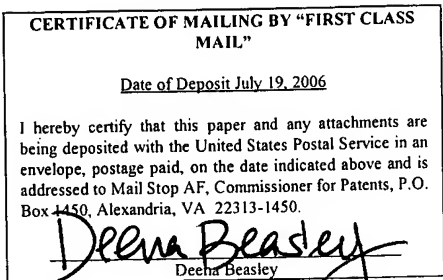 CERTIFICATE OF MAILING BY “FIRST CLASS
MAIL”
Date of Deposit July 19, 2006
I hereby certify that this paper and any attachments are
being deposited with the United States Postal Service in an
envelope, postage paid, on the date indicated above and is
addressed to Mail Stop AF, Commissioner for Patents, P.O.
Box 1450, Alexandria, VA 22313-1450.
Deena Beasley
Deena Beasley